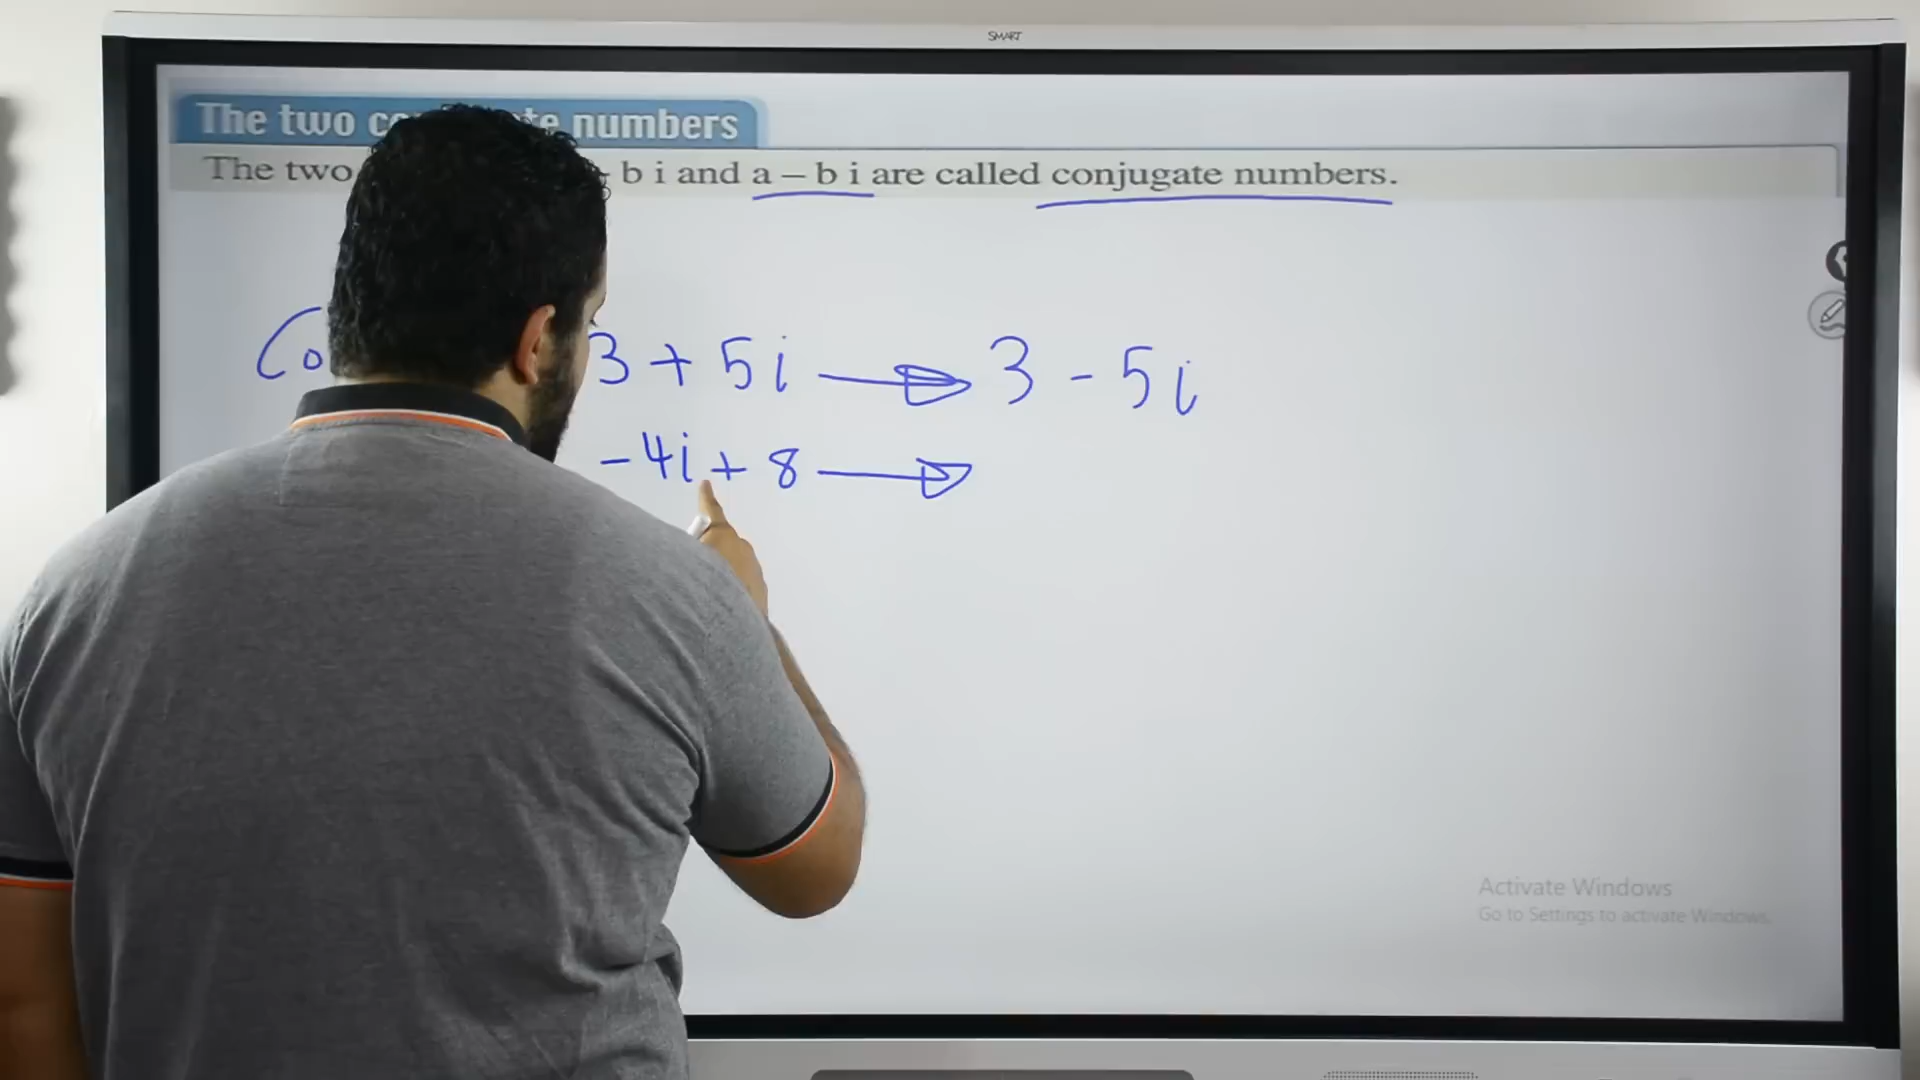 SMART
The two numbers
The two b i and a – b i are called conjugate numbers.
3 + 5i → 3 - 5i
-4i + 8 →
Activate Windows
Go to Settings to activate Windows.